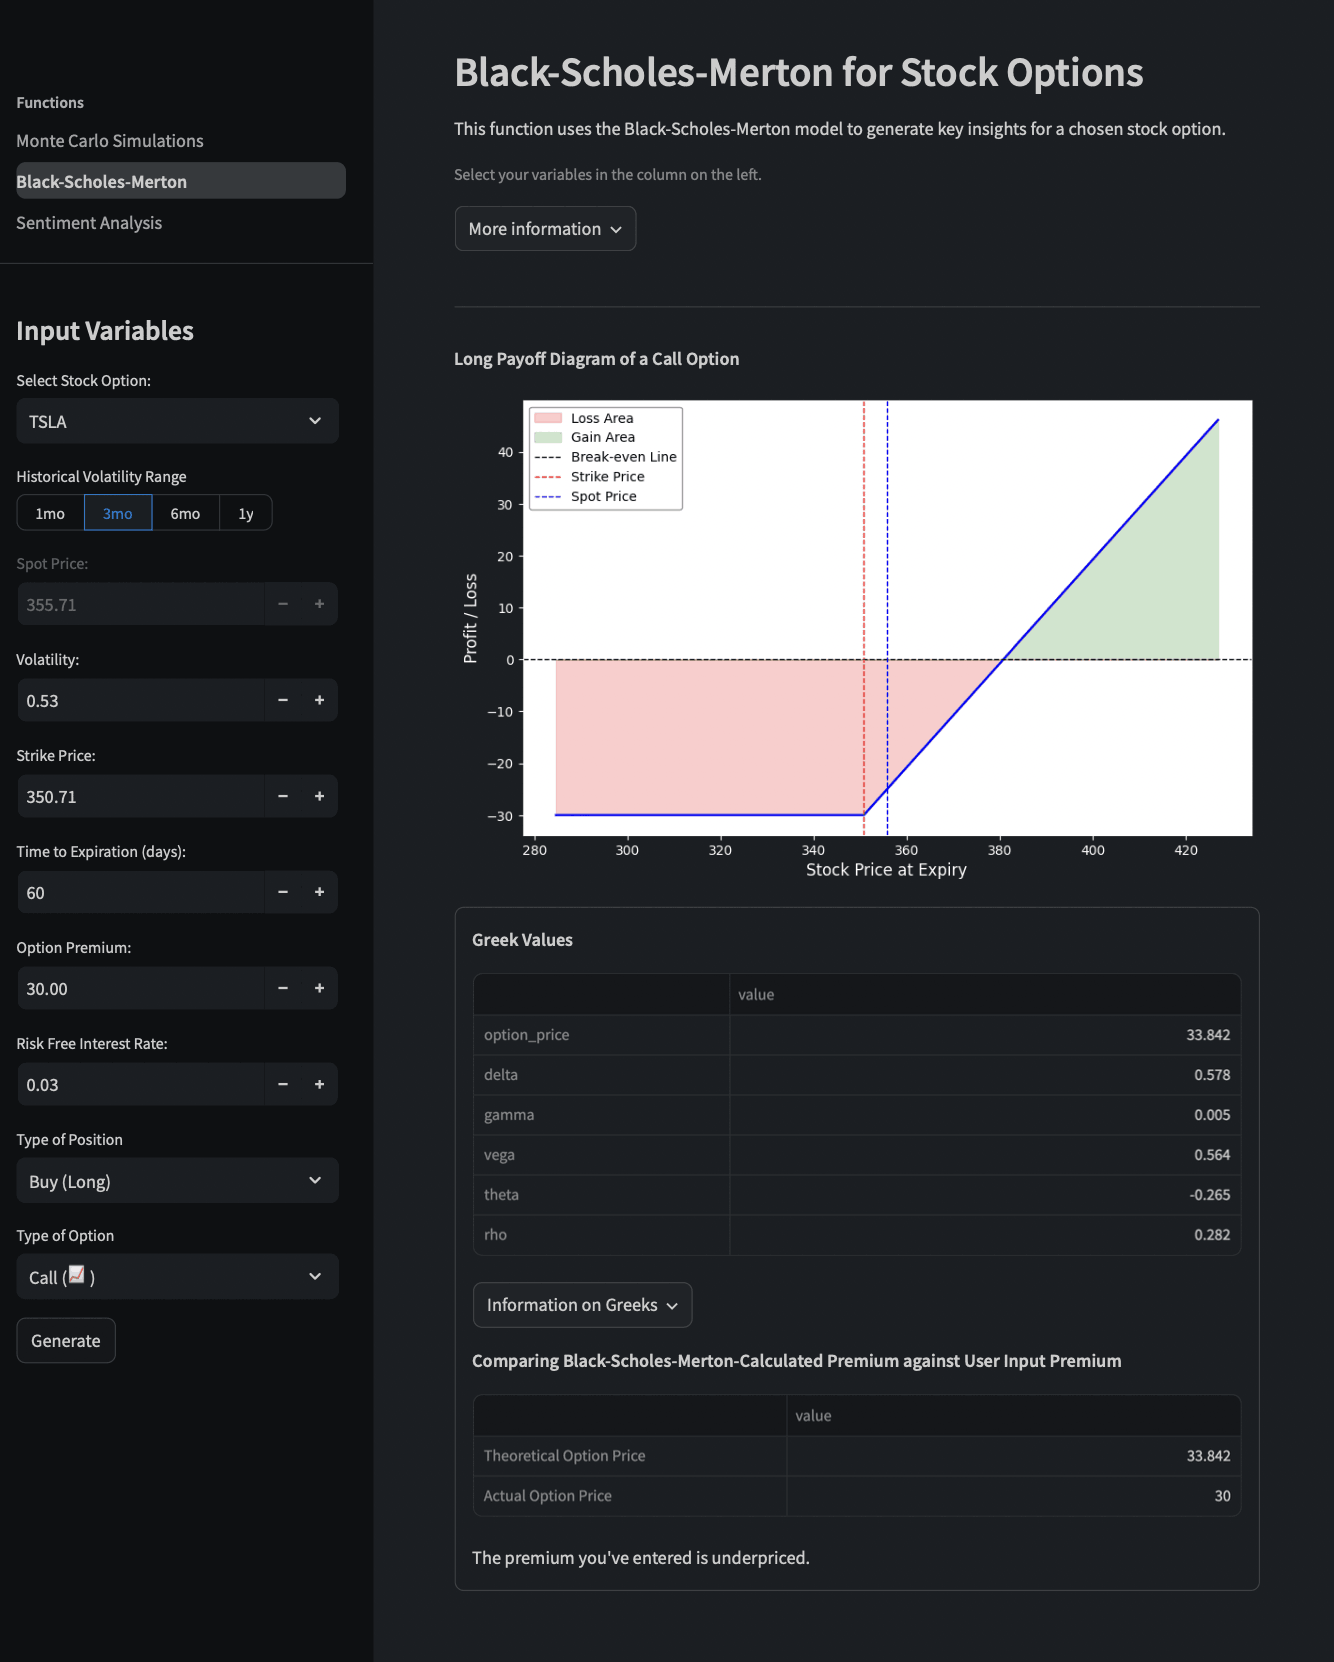 Functions
Monte Carlo Simulations
Black-Scholes-Merton
Sentiment Analysis
Input Variables
Select Stock Option:
TSLA
Historical Volatility Range
1mo 3mo 6mo 1y
Spot Price:
355.71 − +
Volatility:
0.53 − +
Strike Price:
350.71 − +
Time to Expiration (days):
60 − +
Option Premium:
30.00 − +
Risk Free Interest Rate:
0.03 − +
Type of Position
Buy (Long)
Type of Option
Call (📈 )
Generate
Black-Scholes-Merton for Stock Options
This function uses the Black-Scholes-Merton model to generate key insights for a chosen stock option.
Select your variables in the column on the left.
More information
Long Payoff Diagram of a Call Option
Loss Area
Gain Area
Break-even Line
Strike Price
Spot Price
Profit / Loss
40
30
20
10
0
−10
−20
−30
280 300 320 340 360 380 400 420
Stock Price at Expiry
Greek Values
value
option_price 33.842
delta 0.578
gamma 0.005
vega 0.564
theta -0.265
rho 0.282
Information on Greeks
Comparing Black-Scholes-Merton-Calculated Premium against User Input Premium
value
Theoretical Option Price 33.842
Actual Option Price 30
The premium you've entered is underpriced.